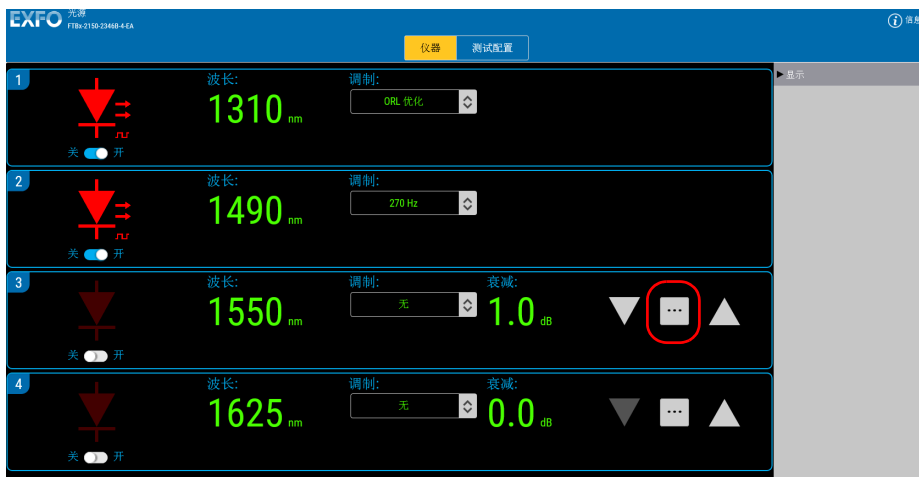 EXFO 光源
FTBx-2150-2346B-4-EA
信息
仪器 测试配置
显示
1
波长: 调制:
1310 nm ORL 优化
关 开
2
波长: 调制:
1490 nm 270 Hz
关 开
3
波长: 调制: 衰减:
1550 nm 无 1.0 dB
关 开
4
波长: 调制: 衰减:
1625 nm 无 0.0 dB
关 开